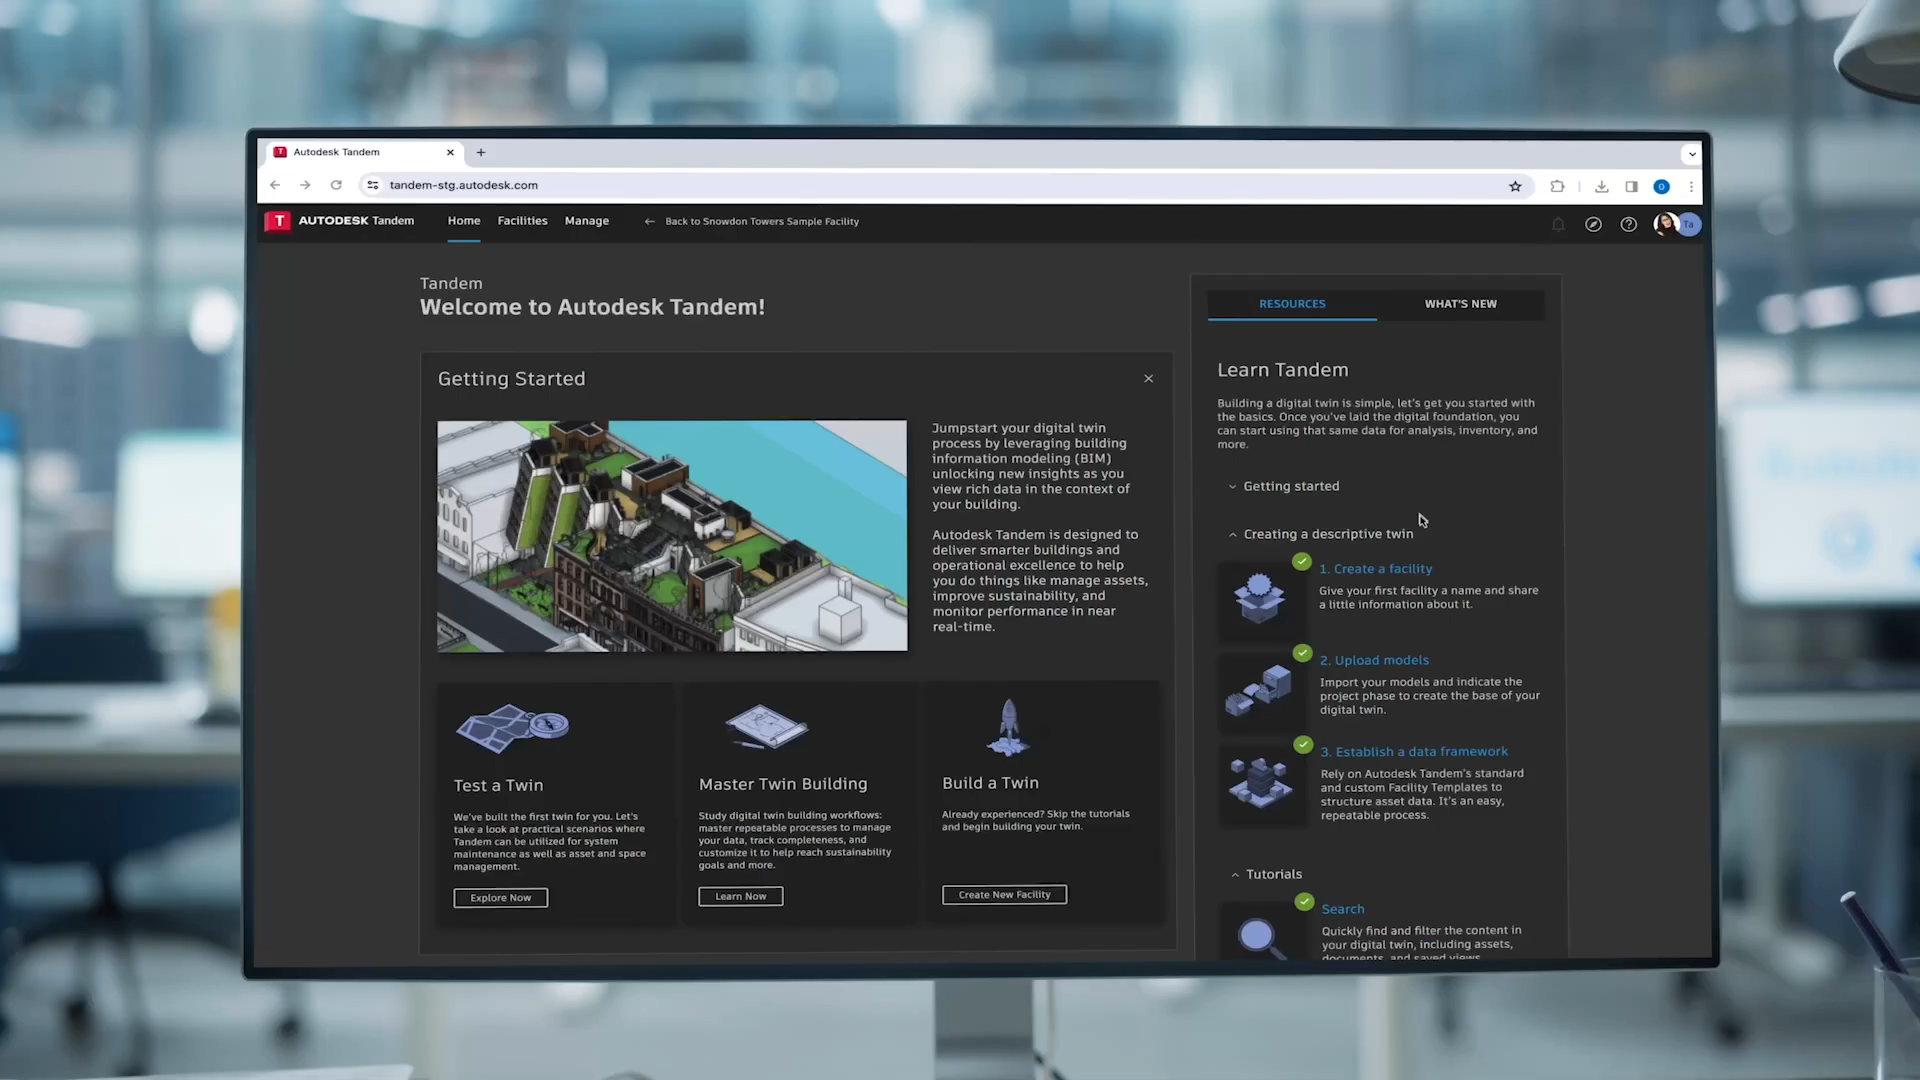 Autodesk Tandem
tandem-stg.autodesk.com
T AUTODESK Tandem
Home Facilities Manage ← Back to Snowdon Towers Sample Facility
Ta
Tandem
Welcome to Autodesk Tandem!
Getting Started
Jumpstart your digital twin
process by leveraging building
information modeling (BIM)
unlocking new insights as you
view rich data in the context of
your building.
Autodesk Tandem is designed to
deliver smarter buildings and
operational excellence to help
you do things like manage assets,
improve sustainability, and
monitor performance in near
real-time.
Test a Twin
We've built the first twin for you. Let's
take a look at practical scenarios where
Tandem can be utilized for system
maintenance as well as asset and space
management.
Explore Now
Master Twin Building
Study digital twin building workflows:
master repeatable processes to manage
your data, track completeness, and
customize it to help reach sustainability
goals and more.
Learn Now
Build a Twin
Already experienced? Skip the tutorials
and begin building your twin.
Create New Facility
RESOURCES WHAT'S NEW
Learn Tandem
Building a digital twin is simple, let's get you started with
the basics. Once you've laid the digital foundation, you
can start using that same data for analysis, inventory, and
more.
Getting started
Creating a descriptive twin
1. Create a facility
Give your first facility a name and share
a little information about it.
2. Upload models
Import your models and indicate the
project phase to create the base of your
digital twin.
3. Establish a data framework
Rely on Autodesk Tandem's standard
and custom Facility Templates to
structure asset data. It's an easy,
repeatable process.
Tutorials
Search
Quickly find and filter the content in
your digital twin, including assets,
documents, and saved views.